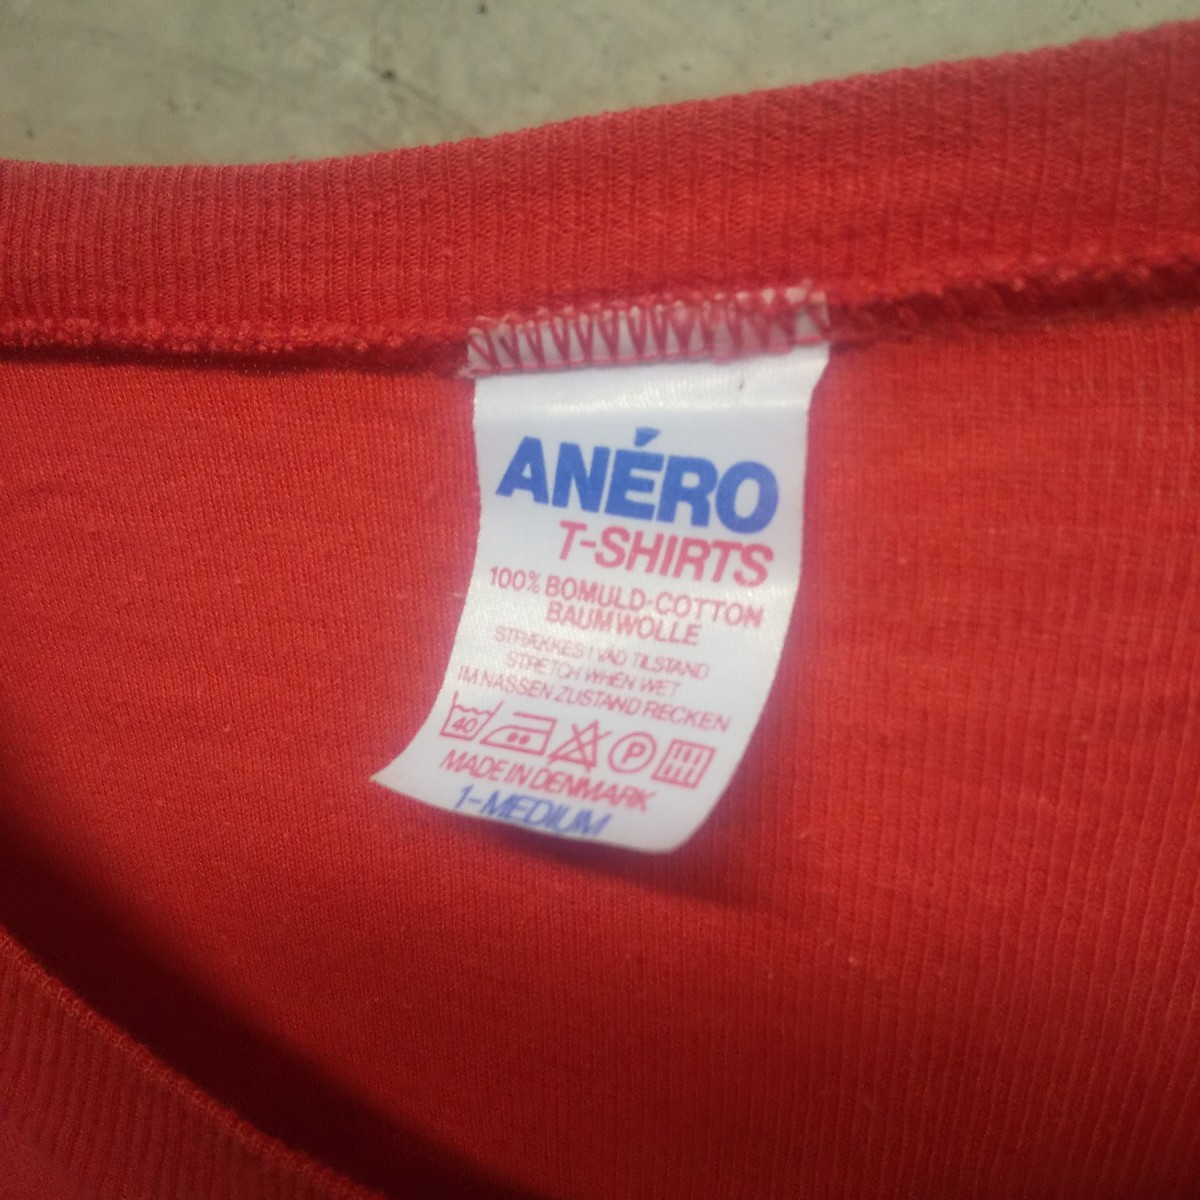 ANÉRO
T-SHIRTS
100% BOMULD-COTTON
BAUMWOLLE
STRÆKKES I VÅD TILSTAND
STRETCH WHEN WET
IM NASSEN ZUSTAND RECKEN
40 P
MADE IN DENMARK
1-MEDIUM